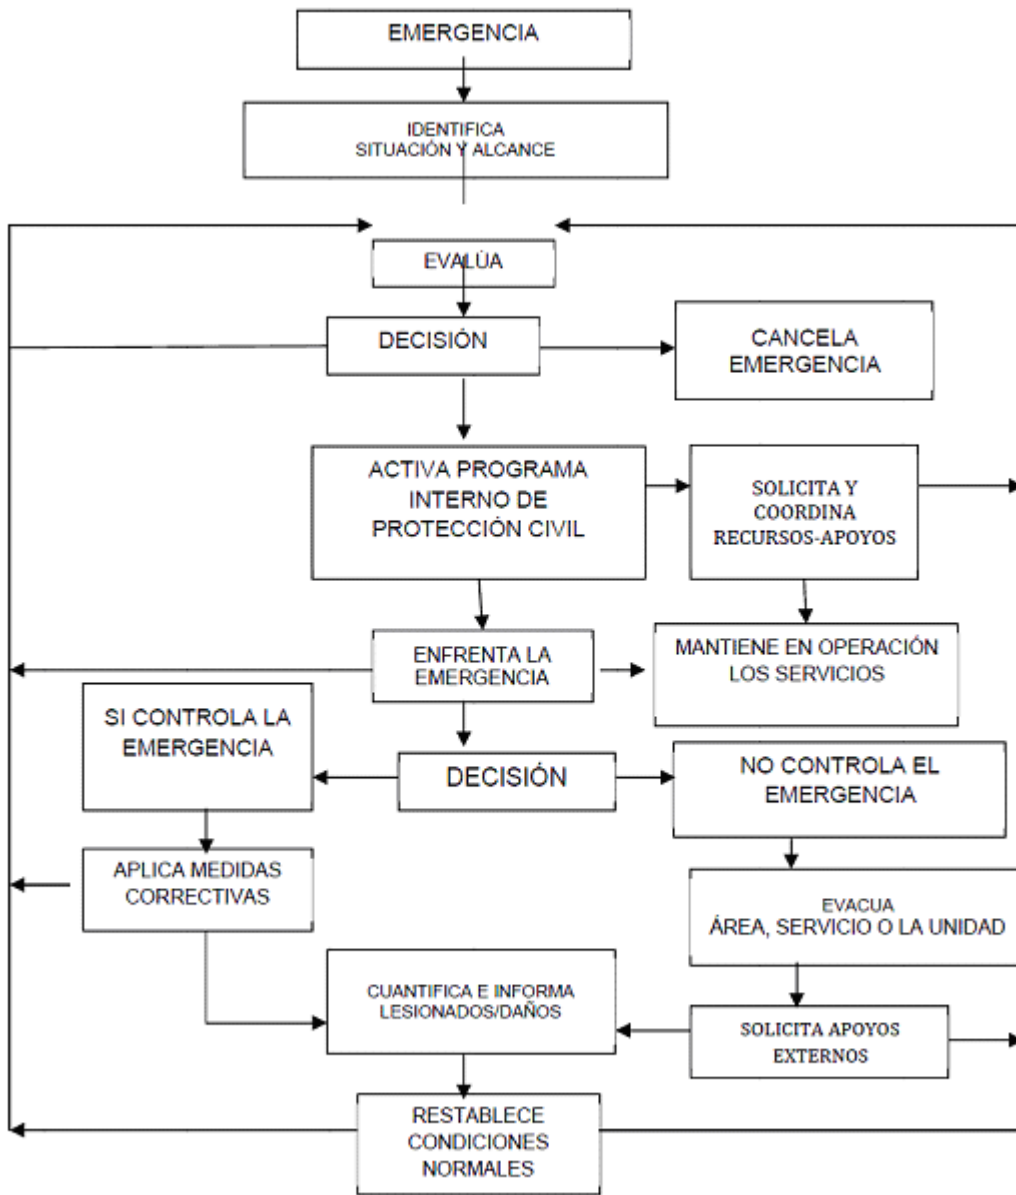 EMERGENCIA
IDENTIFICA
SITUACIÓN Y ALCANCE
EVALÚA
DECISIÓN
CANCELA
EMERGENCIA
ACTIVA PROGRAMA
INTERNO DE
PROTECCIÓN CIVIL
SOLICITA Y
COORDINA
RECURSOS-APOYOS
ENFRENTA LA
EMERGENCIA
MANTIENE EN OPERACIÓN
LOS SERVICIOS
SI CONTROLA LA
EMERGENCIA
DECISIÓN
NO CONTROLA EL
EMERGENCIA
APLICA MEDIDAS
CORRECTIVAS
EVACUA
ÁREA, SERVICIO O LA UNIDAD
CUANTIFICA E INFORMA
LESIONADOS/DAÑOS
SOLICITA APOYOS
EXTERNOS
RESTABLECE
CONDICIONES
NORMALES